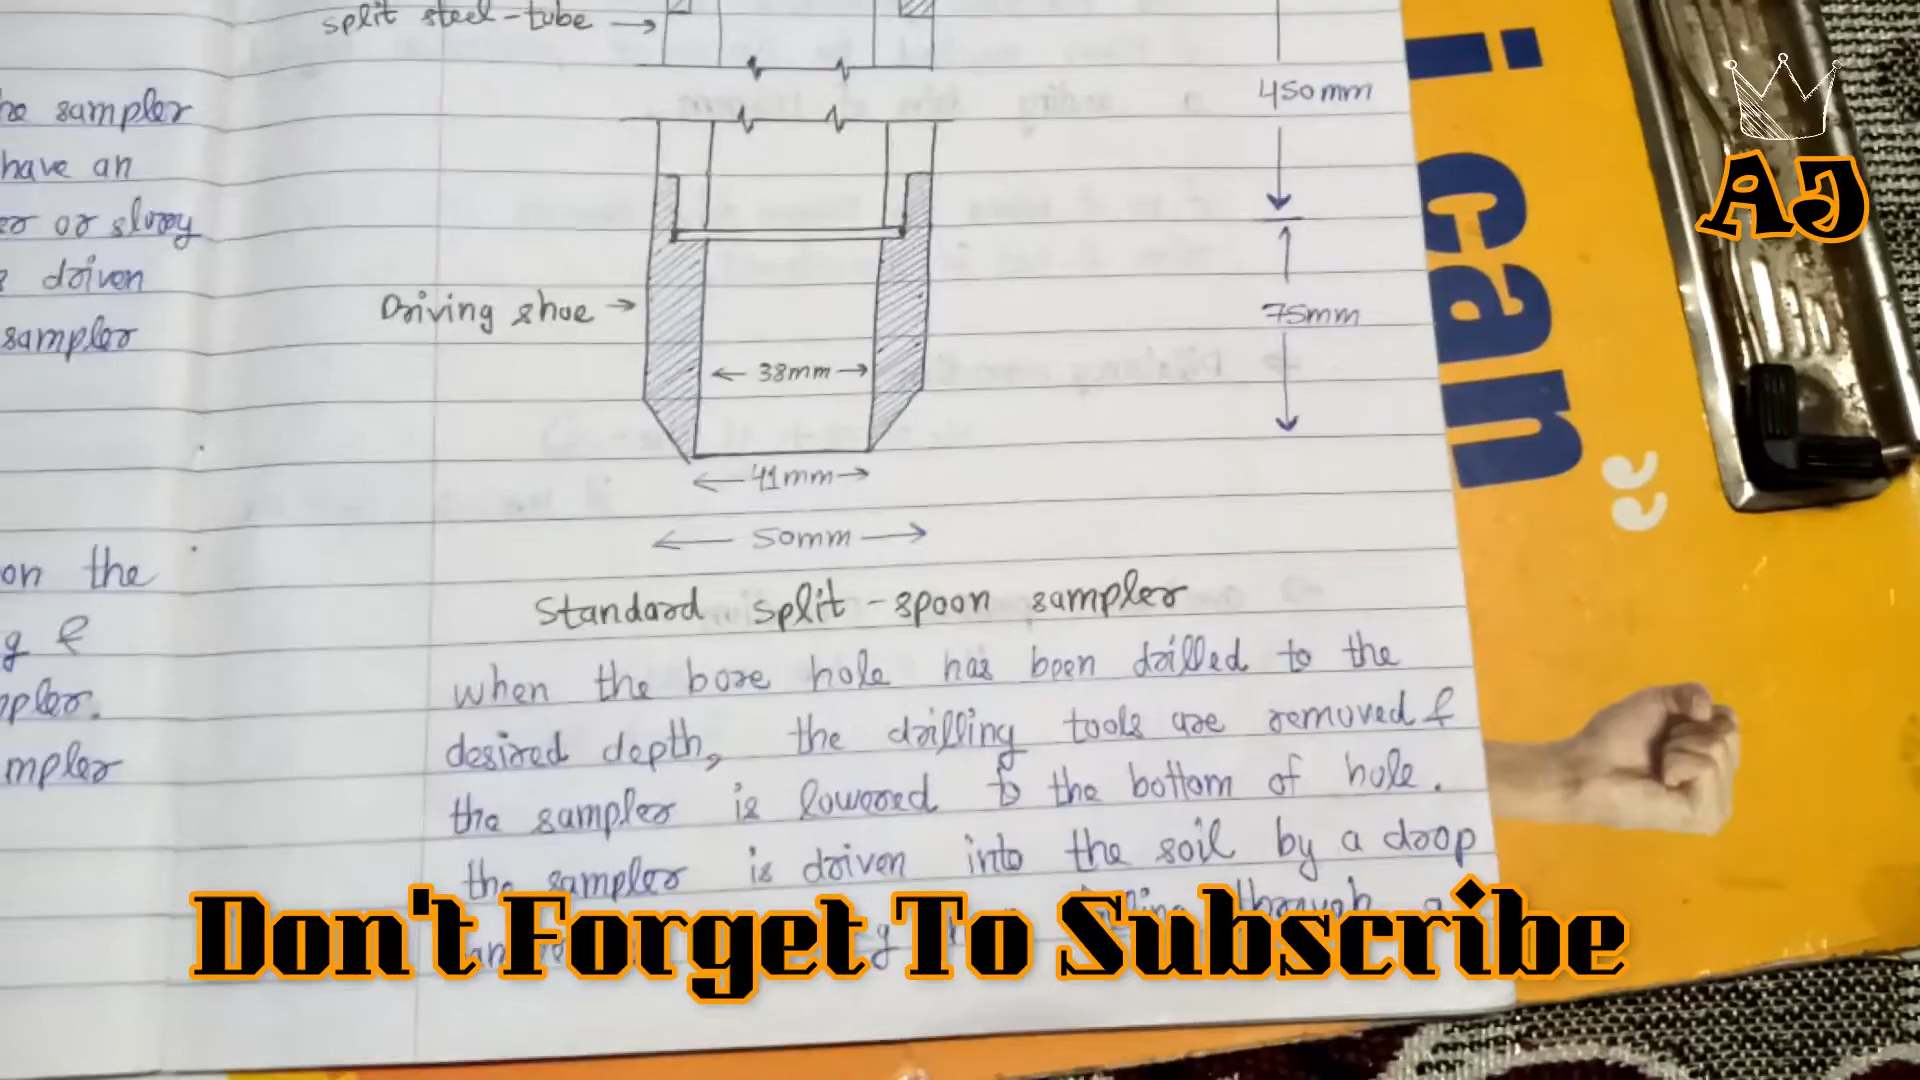 split steel-tube
450mm
he sampler
have an
er or slurry
driven
sampler
Driving shoe
75mm
38mm
41mm
50mm
on the
g &
mpler
Standard split-spoon sampler
when the bore hole has been drilled to the
desired depth, the drilling tools are removed &
the sampler is lowered to the bottom of hole.
the sampler is driven into the soil by a drop
through a
Don't Forget To Subscribe
i can
AJ